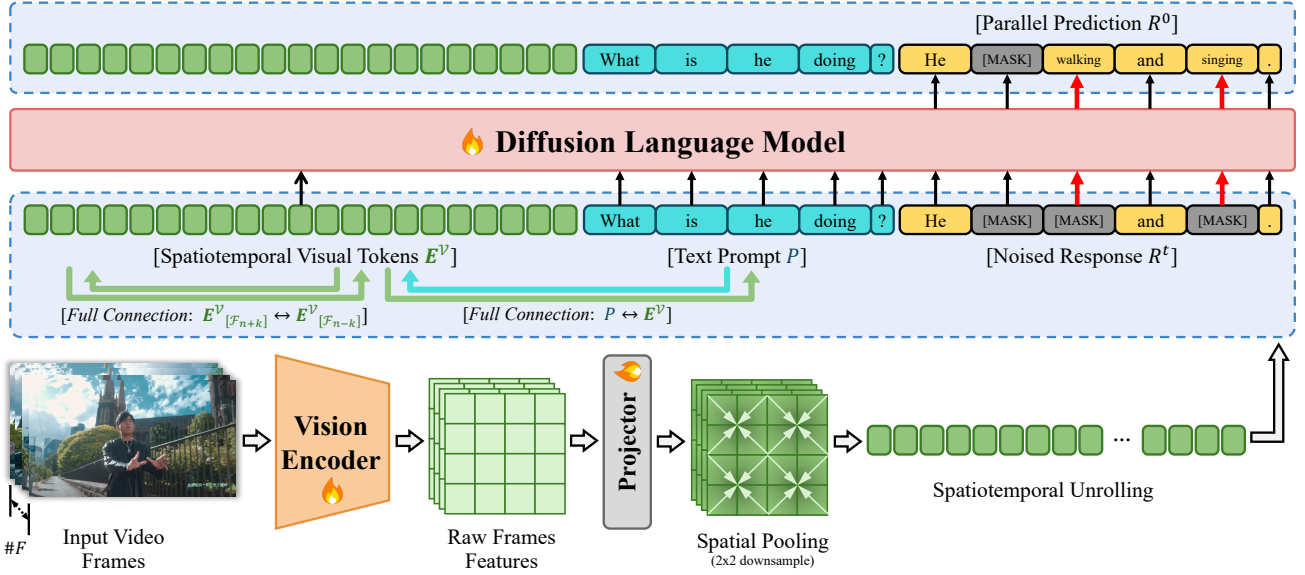 [Parallel Prediction R⁰]
What is he doing ? He [MASK] walking and singing .
Diffusion Language Model
What is he doing ? He [MASK] [MASK] and [MASK] .
[Spatiotemporal Visual Tokens E^𝒱] [Text Prompt P] [Noised Response R^t]
[Full Connection: E^𝒱_[ℱ_n+k] ↔ E^𝒱_[ℱ_n−k]] [Full Connection: P ↔ E^𝒱]
Vision
Encoder
Projector
...
#F
Input Video
Frames
Raw Frames
Features
Spatial Pooling
(2x2 downsample)
Spatiotemporal Unrolling